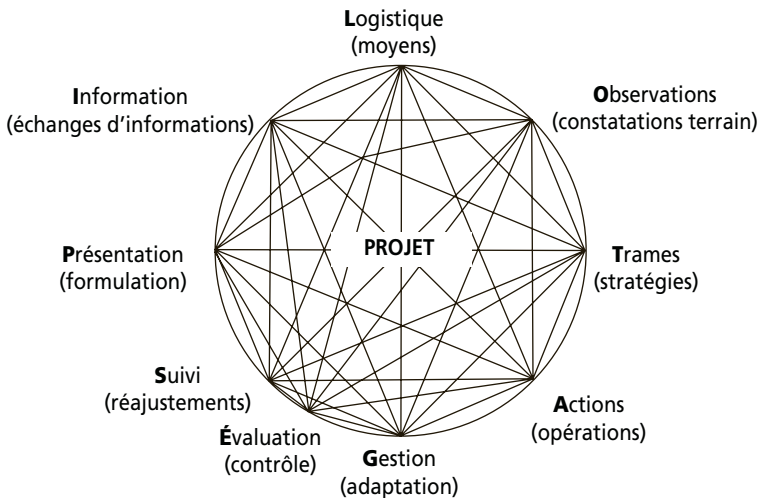 Logistique
(moyens)
Information
(échanges d’informations)
Observations
(constatations terrain)
PROJET
Présentation
(formulation)
Trames
(stratégies)
Suivi
(réajustements)
Actions
(opérations)
Évaluation
(contrôle)
Gestion
(adaptation)